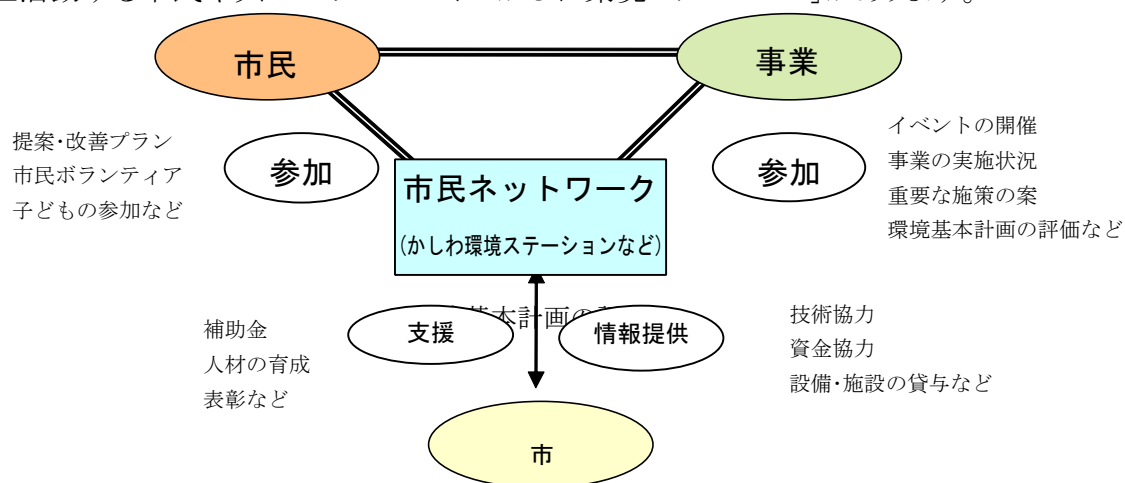 市民
事業
提案・改善プラン
市民ボランティア
子どもの参加など
参加
参加
イベントの開催
事業の実施状況
重要な施策の案
環境基本計画の評価など
市民ネットワーク
(かしわ環境ステーションなど)
本計画の
補助金
人材の育成
表彰など
支援
情報提供
技術協力
資金協力
設備・施設の貸与など
市